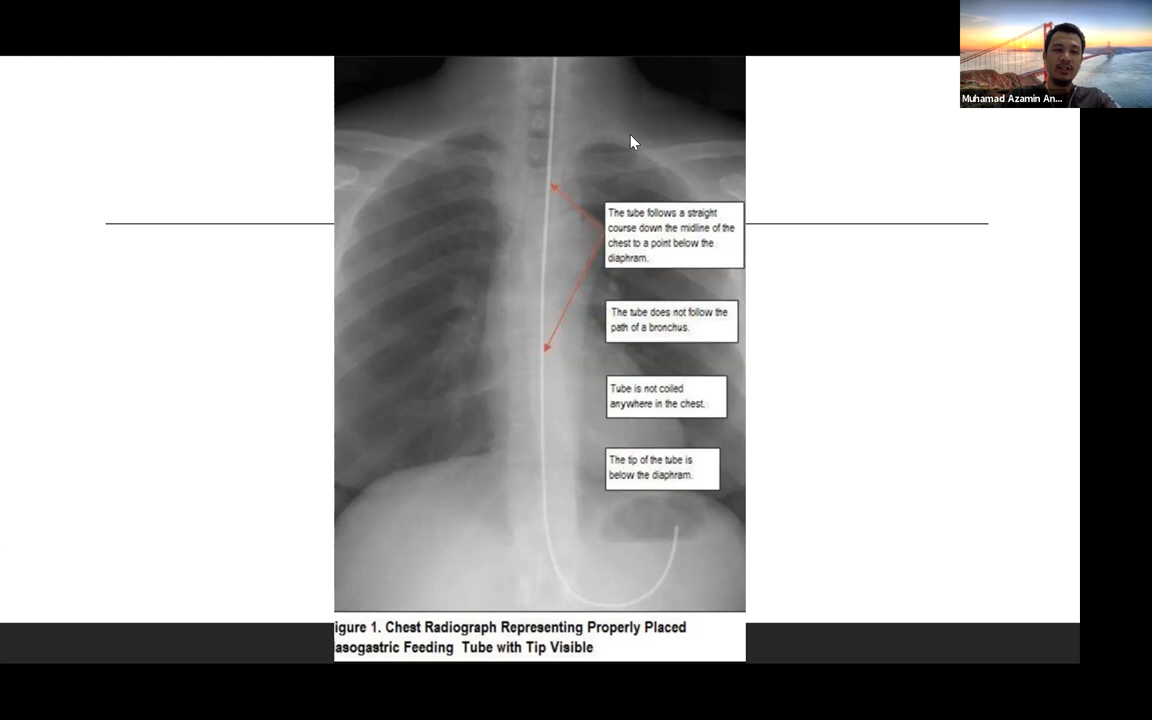 Muhamad Azamin An...
The tube follows a straight
course down the midline of the
chest to a point below the
diaphram.
The tube does not follow the
path of a bronchus.
Tube is not coiled
anywhere in the chest.
The tip of the tube is
below the diaphram.
igure 1. Chest Radiograph Representing Properly Placed
asogastric Feeding Tube with Tip Visible